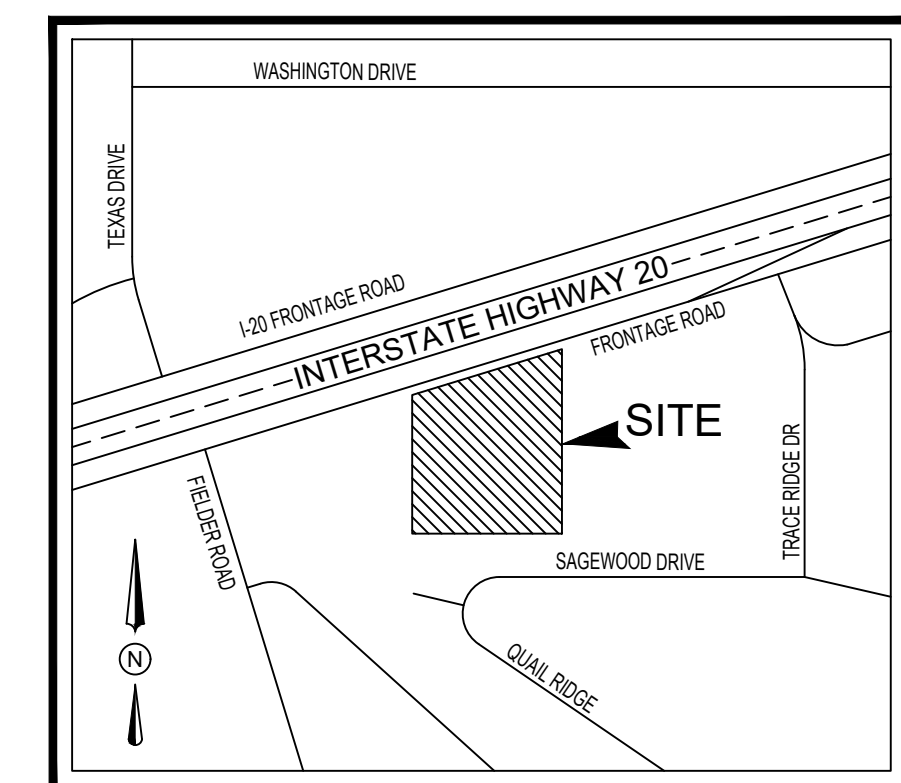 WASHINGTON DRIVE
TEXAS DRIVE
I-20 FRONTAGE ROAD
INTERSTATE HIGHWAY 20
FRONTAGE ROAD
SITE
FIELDER ROAD
TRACE RIDGE DR
SAGEWOOD DRIVE
N
QUAIL RIDGE